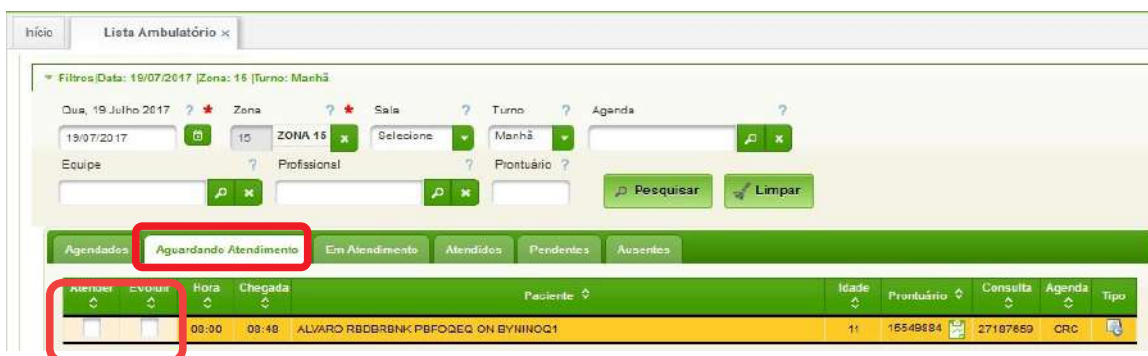 Início Lista Ambulatório ×
Filtros|Data: 19/07/2017 |Zona: 15 |Turno: Manhã
Qua, 19 Julho 2017 ? * Zona ? * Sala ? Turno ? Agenda ?
19/07/2017 15 ZONA 15 × Selecione Manhã
Equipe ? Profissional ? Prontuário ?
Pesquisar Limpar
Agendados Aguardando Atendimento Em Atendimento Atendidos Pendentes Ausentes
Atender Evoluir Hora Chegada Paciente Idade Prontuário Consulta Agenda Tipo
08:00 08:48 ALVARO RBDBRBNK PBFOQEQ ON BYNINOQ1 11 15549884 27187659 CRC